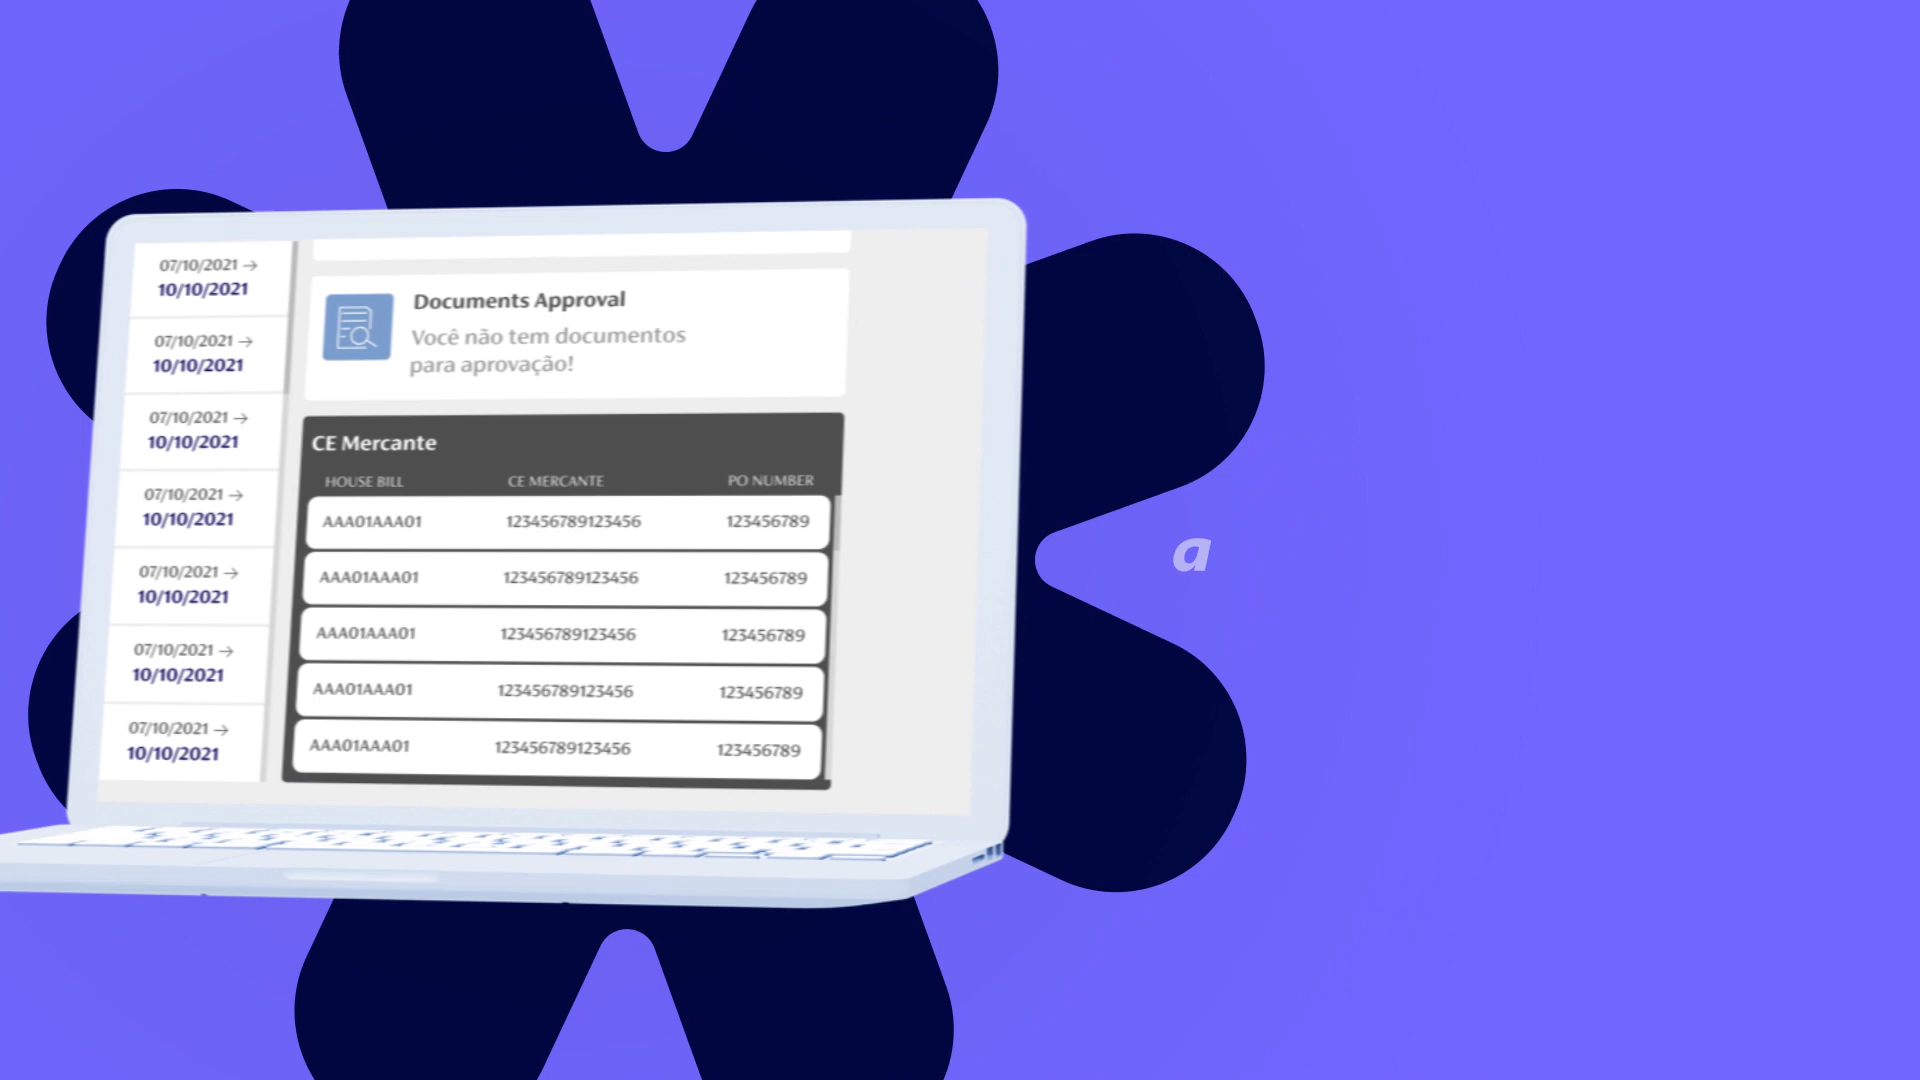 07/10/2021 →
10/10/2021
07/10/2021 →
10/10/2021
07/10/2021 →
10/10/2021
07/10/2021 →
10/10/2021
07/10/2021 →
10/10/2021
07/10/2021 →
10/10/2021
07/10/2021 →
10/10/2021
Documents Approval
Você não tem documentos
para aprovação!
CE Mercante
HOUSE BILL CE MERCANTE PO NUMBER
AAA01AAA01 123456789123456 123456789
AAA01AAA01 123456789123456 123456789
AAA01AAA01 123456789123456 123456789
AAA01AAA01 123456789123456 123456789
AAA01AAA01 123456789123456 123456789
a